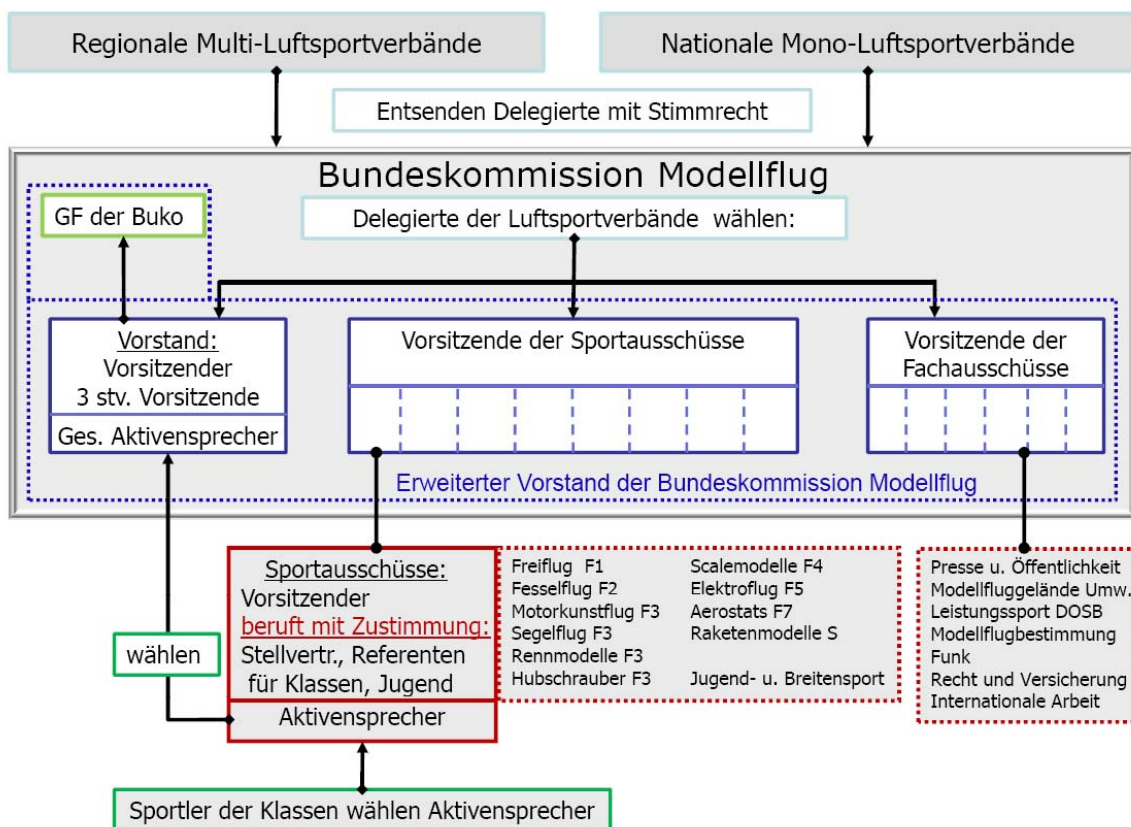 Regionale Multi-Luftsportverbände
Nationale Mono-Luftsportverbände
Entsenden Delegierte mit Stimmrecht
Bundeskommission Modellflug
GF der Buko
Delegierte der Luftsportverbände wählen:
Vorstand:
Vorsitzender
3 stv. Vorsitzende
Ges. Aktivensprecher
Vorsitzende der Sportausschüsse
Vorsitzende der
Fachausschüsse
Erweiterter Vorstand der Bundeskommission Modellflug
wählen
Sportausschüsse:
Vorsitzender
beruft mit Zustimmung:
Stellvertr., Referenten
für Klassen, Jugend
Aktivensprecher
Freiflug F1
Fesselflug F2
Motorkunstflug F3
Segelflug F3
Rennmodelle F3
Hubschrauber F3
Scalemodelle F4
Elektroflug F5
Aerostats F7
Raketenmodelle S
Jugend- u. Breitensport
Presse u. Öffentlichkeit
Modellfluggelände Umw.
Leistungssport DOSB
Modellflugbestimmung
Funk
Recht und Versicherung
Internationale Arbeit
Sportler der Klassen wählen Aktivensprecher